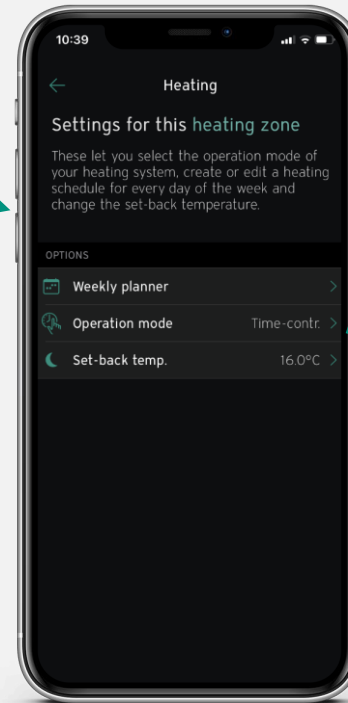 10:39
Heating
Settings for this heating zone
These let you select the operation mode of
your heating system, create or edit a heating
schedule for every day of the week and
change the set-back temperature.
OPTIONS
Weekly planner
Operation mode Time-contr.
Set-back temp. 16.0°C